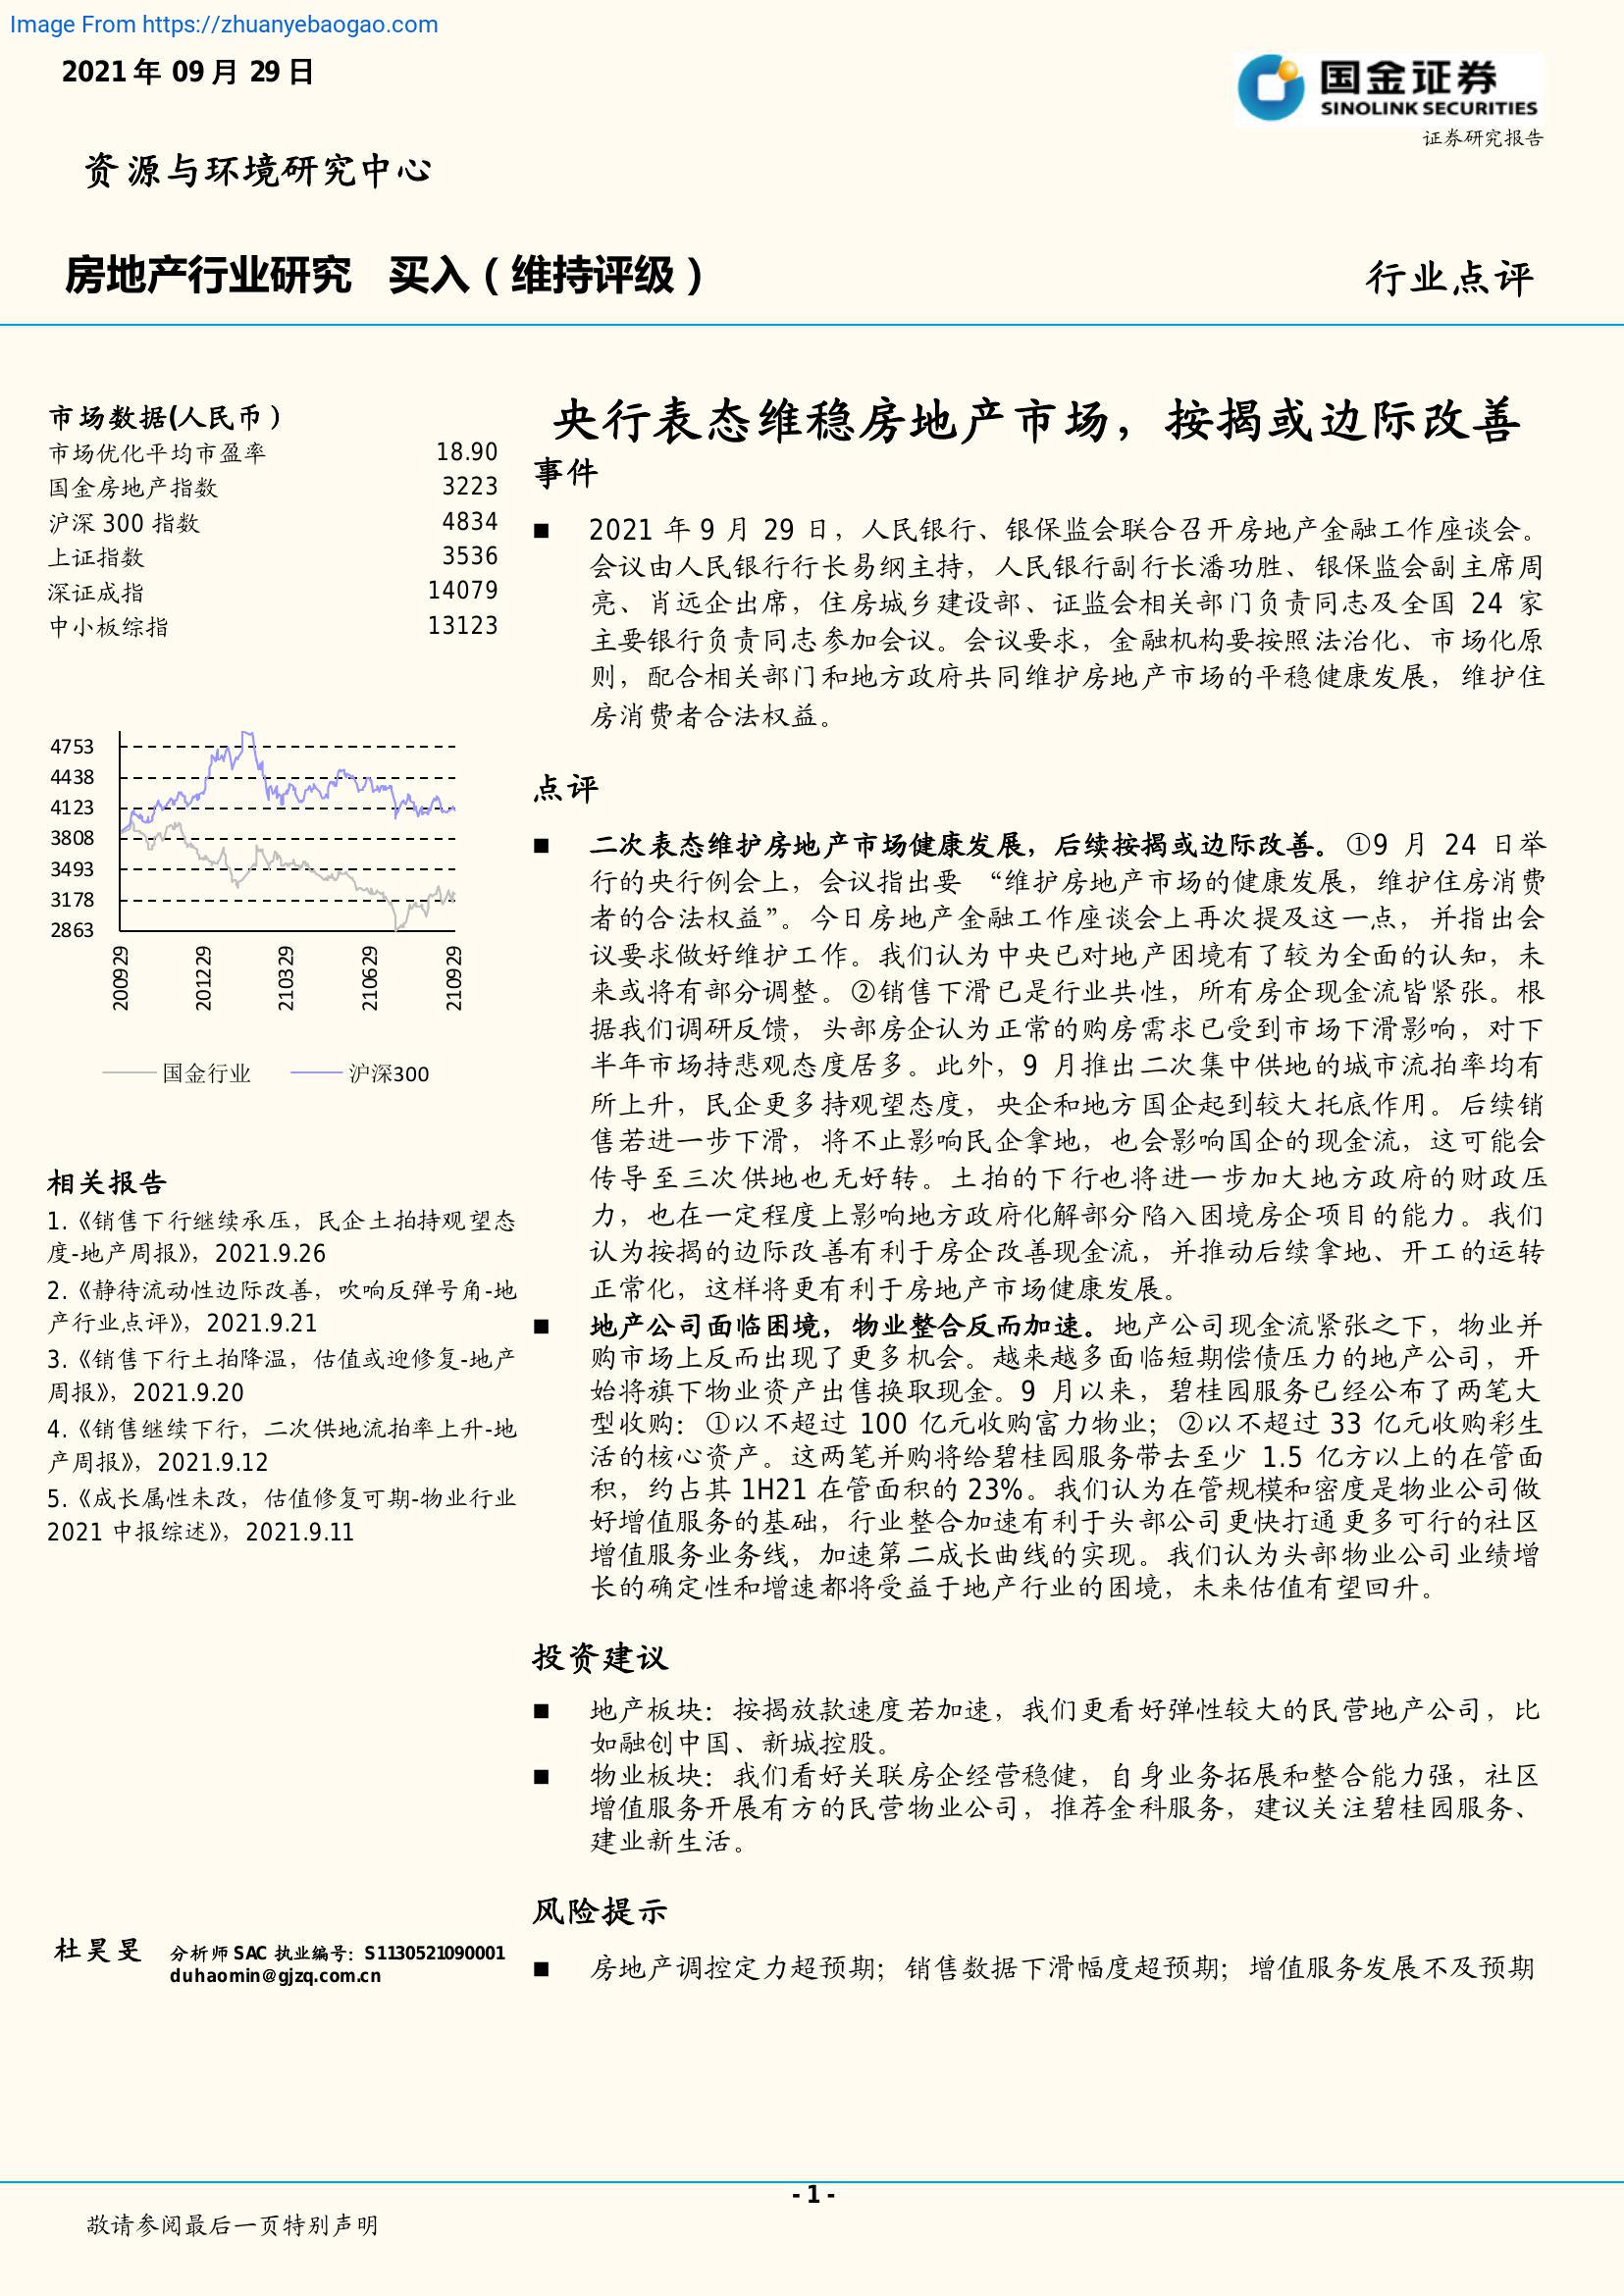 Image From https://zhuanyebaogao.com
2021 年 09 月 29 日
国金证券
SINOLINK SECURITIES
证券研究报告
资源与环境研究中心
房地产行业研究 买入（维持评级）
行业点评
市场数据(人民币）
市场优化平均市盈率 18.90
国金房地产指数 3223
沪深 300 指数 4834
上证指数 3536
深证成指 14079
中小板综指 13123
4753
4438
4123
3808
3493
3178
2863
200929
201229
210329
210629
210929
国金行业 沪深300
相关报告
1.《销售下行继续承压，民企土拍持观望态
度-地产周报》，2021.9.26
2.《静待流动性边际改善，吹响反弹号角-地
产行业点评》，2021.9.21
3.《销售下行土拍降温，估值或迎修复-地产
周报》，2021.9.20
4.《销售继续下行，二次供地流拍率上升-地
产周报》，2021.9.12
5.《成长属性未改，估值修复可期-物业行业
2021 中报综述》，2021.9.11
杜昊旻 分析师 SAC 执业编号：S1130521090001
duhaomin@gjzq.com.cn
央行表态维稳房地产市场，按揭或边际改善
事件
■ 2021 年 9 月 29 日，人民银行、银保监会联合召开房地产金融工作座谈会。
会议由人民银行行长易纲主持，人民银行副行长潘功胜、银保监会副主席周
亮、肖远企出席，住房城乡建设部、证监会相关部门负责同志及全国 24 家
主要银行负责同志参加会议。会议要求，金融机构要按照法治化、市场化原
则，配合相关部门和地方政府共同维护房地产市场的平稳健康发展，维护住
房消费者合法权益。
点评
■ 二次表态维护房地产市场健康发展，后续按揭或边际改善。①9 月 24 日举
行的央行例会上，会议指出要 “维护房地产市场的健康发展，维护住房消费
者的合法权益”。今日房地产金融工作座谈会上再次提及这一点，并指出会
议要求做好维护工作。我们认为中央已对地产困境有了较为全面的认知，未
来或将有部分调整。②销售下滑已是行业共性，所有房企现金流皆紧张。根
据我们调研反馈，头部房企认为正常的购房需求已受到市场下滑影响，对下
半年市场持悲观态度居多。此外，9 月推出二次集中供地的城市流拍率均有
所上升，民企更多持观望态度，央企和地方国企起到较大托底作用。后续销
售若进一步下滑，将不止影响民企拿地，也会影响国企的现金流，这可能会
传导至三次供地也无好转。土拍的下行也将进一步加大地方政府的财政压
力，也在一定程度上影响地方政府化解部分陷入困境房企项目的能力。我们
认为按揭的边际改善有利于房企改善现金流，并推动后续拿地、开工的运转
正常化，这样将更有利于房地产市场健康发展。
■ 地产公司面临困境，物业整合反而加速。地产公司现金流紧张之下，物业并
购市场上反而出现了更多机会。越来越多面临短期偿债压力的地产公司，开
始将旗下物业资产出售换取现金。9 月以来，碧桂园服务已经公布了两笔大
型收购：①以不超过 100 亿元收购富力物业；②以不超过 33 亿元收购彩生
活的核心资产。这两笔并购将给碧桂园服务带去至少 1.5 亿方以上的在管面
积，约占其 1H21 在管面积的 23%。我们认为在管规模和密度是物业公司做
好增值服务的基础，行业整合加速有利于头部公司更快打通更多可行的社区
增值服务业务线，加速第二成长曲线的实现。我们认为头部物业公司业绩增
长的确定性和增速都将受益于地产行业的困境，未来估值有望回升。
投资建议
■ 地产板块：按揭放款速度若加速，我们更看好弹性较大的民营地产公司，比
如融创中国、新城控股。
■ 物业板块：我们看好关联房企经营稳健，自身业务拓展和整合能力强，社区
增值服务开展有方的民营物业公司，推荐金科服务，建议关注碧桂园服务、
建业新生活。
风险提示
■ 房地产调控定力超预期；销售数据下滑幅度超预期；增值服务发展不及预期
- 1 -
敬请参阅最后一页特别声明